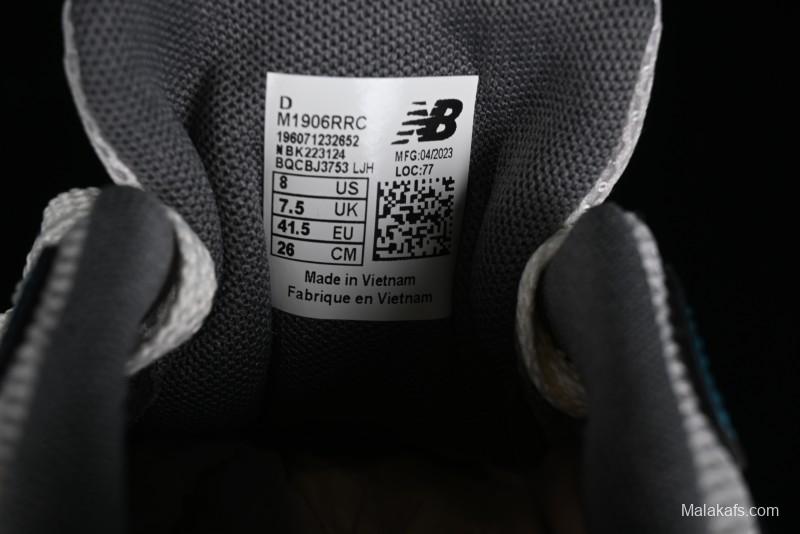 D
M1906RRC
196071232652
NBK223124
BQCBJ3753 LJH
NB
MFG:04/2023
LOC:77
8 US
7.5 UK
41.5 EU
26 CM
Made in Vietnam
Fabrique en Vietnam
Malakafs.com